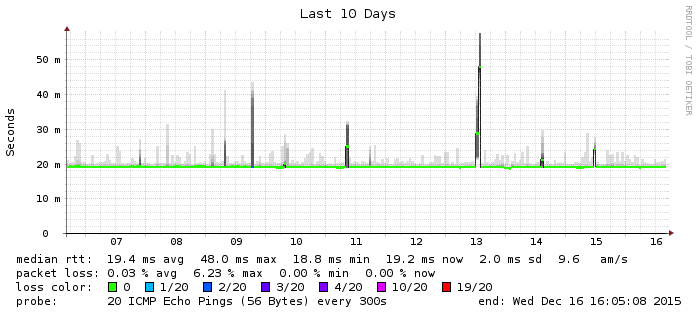 Last 10 Days
RRDTOOL / TOBI OETIKER
Seconds
50 m
40 m
30 m
20 m
10 m
0
07 08 09 10 11 12 13 14 15 16
median rtt: 19.4 ms avg 48.0 ms max 18.8 ms min 19.2 ms now 2.0 ms sd 9.6 am/s
packet loss: 0.03 % avg 6.23 % max 0.00 % min 0.00 % now
loss color: 0 1/20 2/20 3/20 4/20 10/20 19/20
probe: 20 ICMP Echo Pings (56 Bytes) every 300s end: Wed Dec 16 16:05:08 2015